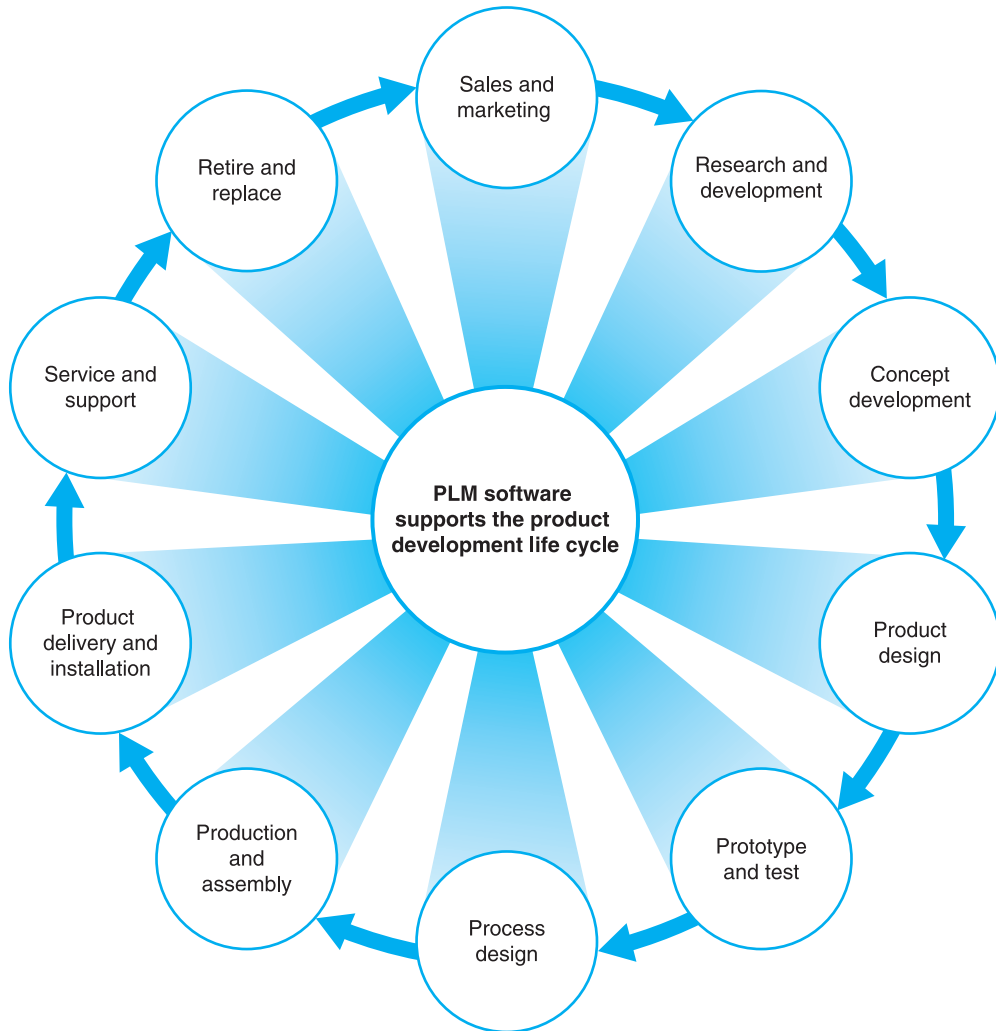 Sales and
marketing
Research and
development
Concept
development
Product
design
Prototype
and test
Process
design
Production
and
assembly
Product
delivery and
installation
Service and
support
Retire and
replace
PLM software
supports the product
development life cycle